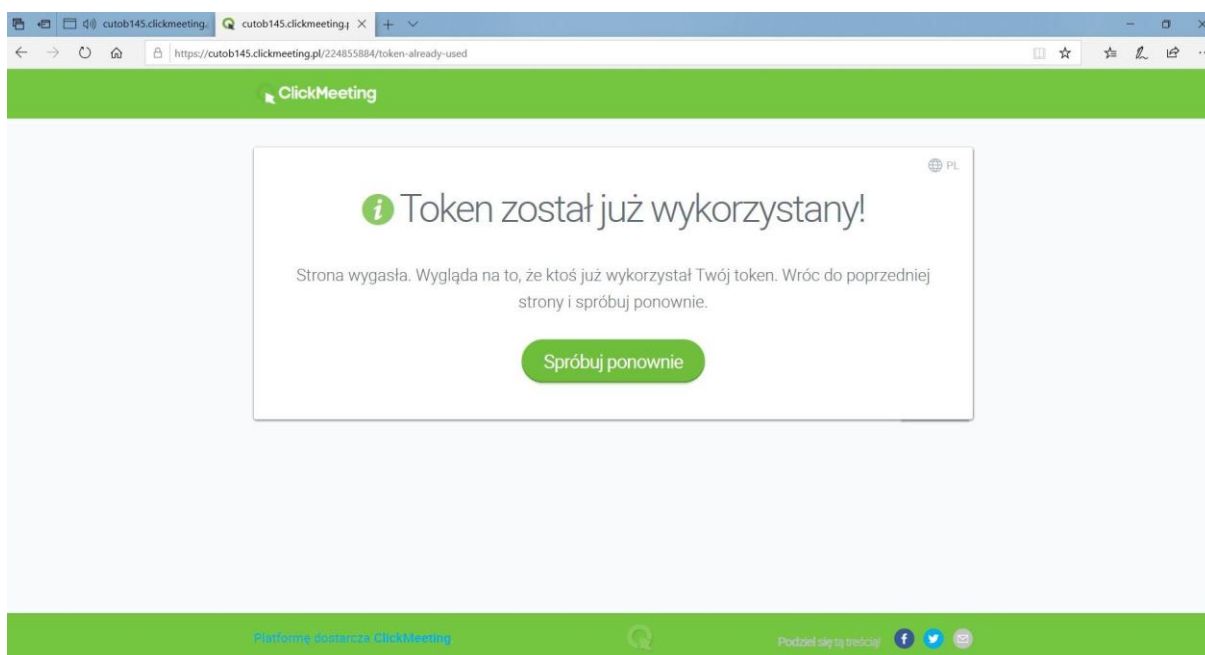 cutob145.clickmeeting.
cutob145.clickmeeting.p
https://cutob145.clickmeeting.pl/224855884/token-already-used
ClickMeeting
PL
Token został już wykorzystany!
Strona wygasła. Wygląda na to, że ktoś już wykorzystał Twój token. Wróc do poprzedniej
strony i spróbuj ponownie.
Spróbuj ponownie
Platformę dostarcza ClickMeeting
Podziel się tą treścią!